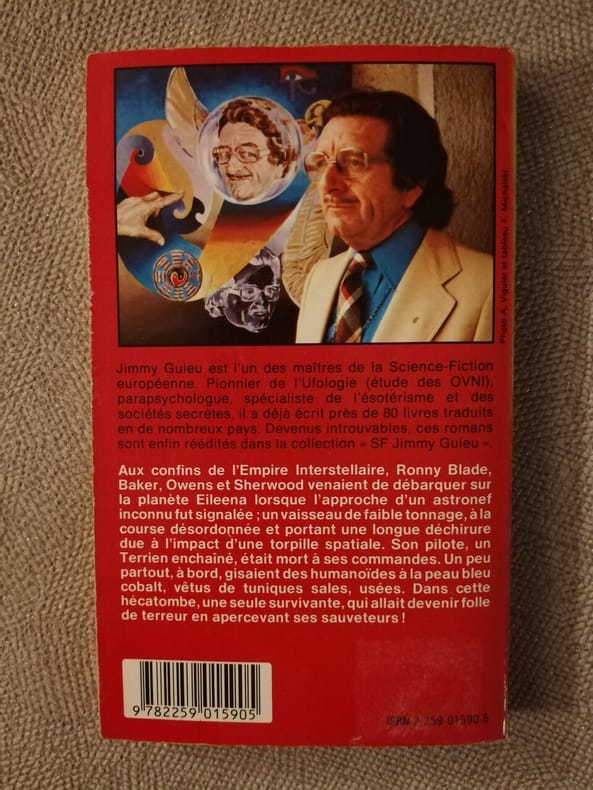 Photo A. Viguier et tableau F. Michalski
Jimmy Guieu est l'un des maîtres de la Science-Fiction
européenne. Pionnier de l'Ufologie (étude des OVNI),
parapsychologue, spécialiste de l'ésotérisme et des
sociétés secrètes, il a déjà écrit près de 80 livres traduits
en de nombreux pays. Devenus introuvables, ces romans
sont enfin réédités dans la collection « SF Jimmy Guieu ».
Aux confins de l'Empire Interstellaire, Ronny Blade,
Baker, Owens et Sherwood venaient de débarquer sur
la planète Eileena lorsque l'approche d'un astronef
inconnu fut signalée ; un vaisseau de faible tonnage, à la
course désordonnée et portant une longue déchirure
due à l'impact d'une torpille spatiale. Son pilote, un
Terrien enchaîné, était mort à ses commandes. Un peu
partout, à bord, gisaient des humanoïdes à la peau bleu
cobalt, vêtus de tuniques sales, usées. Dans cette
hécatombe, une seule survivante, qui allait devenir folle
de terreur en apercevant ses sauveteurs !
9 782259 015905
ISBN 2-259-01590-5